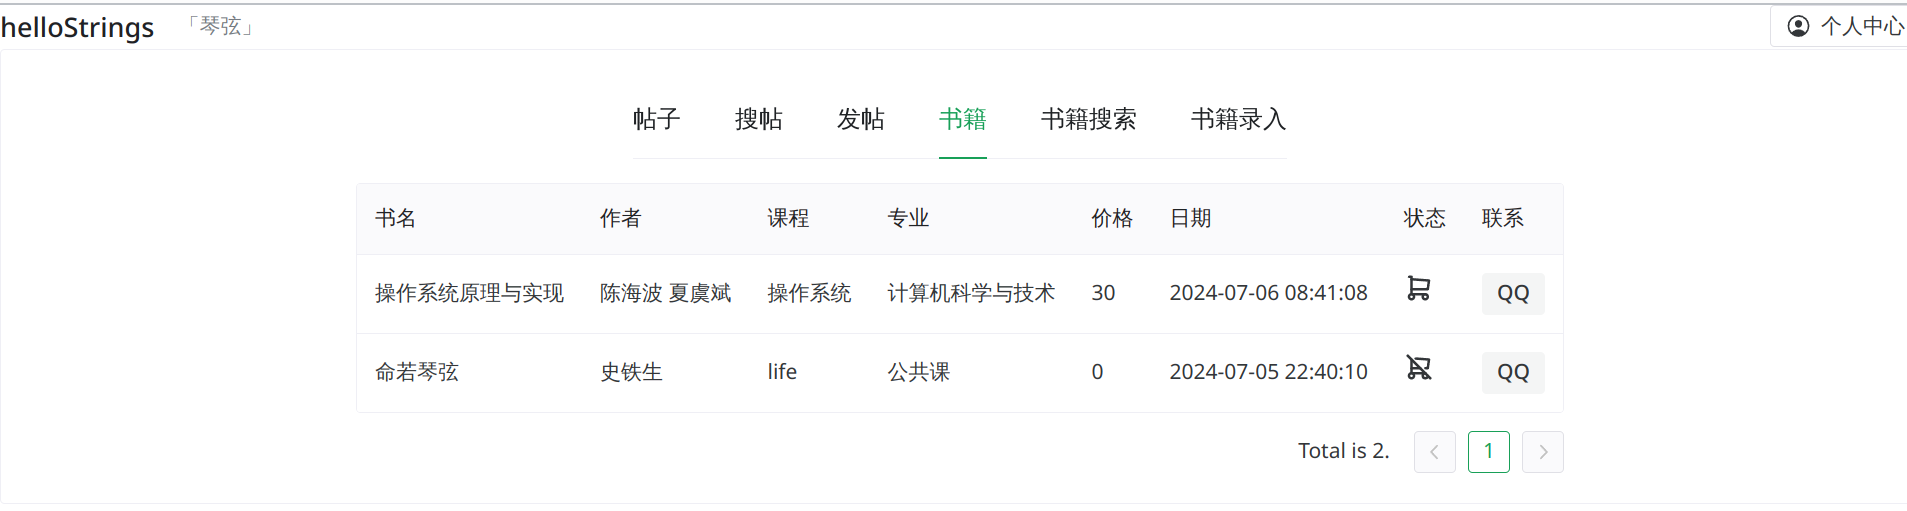 helloStrings 「琴弦」 个人中心
帖子 搜帖 发帖 书籍 书籍搜索 书籍录入
书名 作者 课程 专业 价格 日期 状态 联系
操作系统原理与实现 陈海波 夏虞斌 操作系统 计算机科学与技术 30 2024-07-06 08:41:08 QQ
命若琴弦 史铁生 life 公共课 0 2024-07-05 22:40:10 QQ
Total is 2. 1